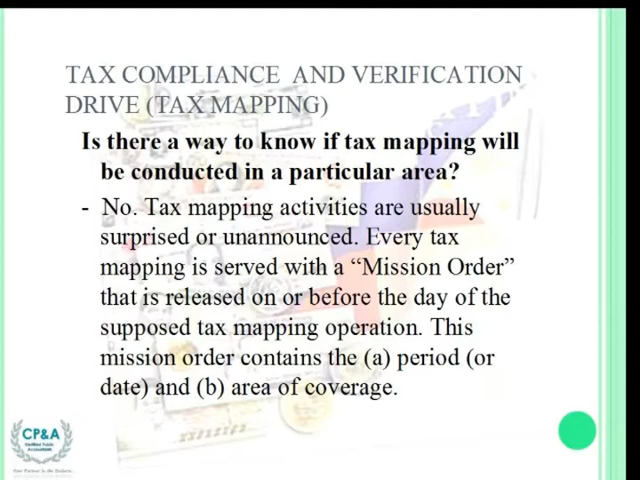 TAX COMPLIANCE AND VERIFICATION
DRIVE (TAX MAPPING)
Is there a way to know if tax mapping will
be conducted in a particular area?
- No. Tax mapping activities are usually
surprised or unannounced. Every tax
mapping is served with a “Mission Order”
that is released on or before the day of the
supposed tax mapping operation. This
mission order contains the (a) period (or
date) and (b) area of coverage.
CP&A
Certified Public
Accountants